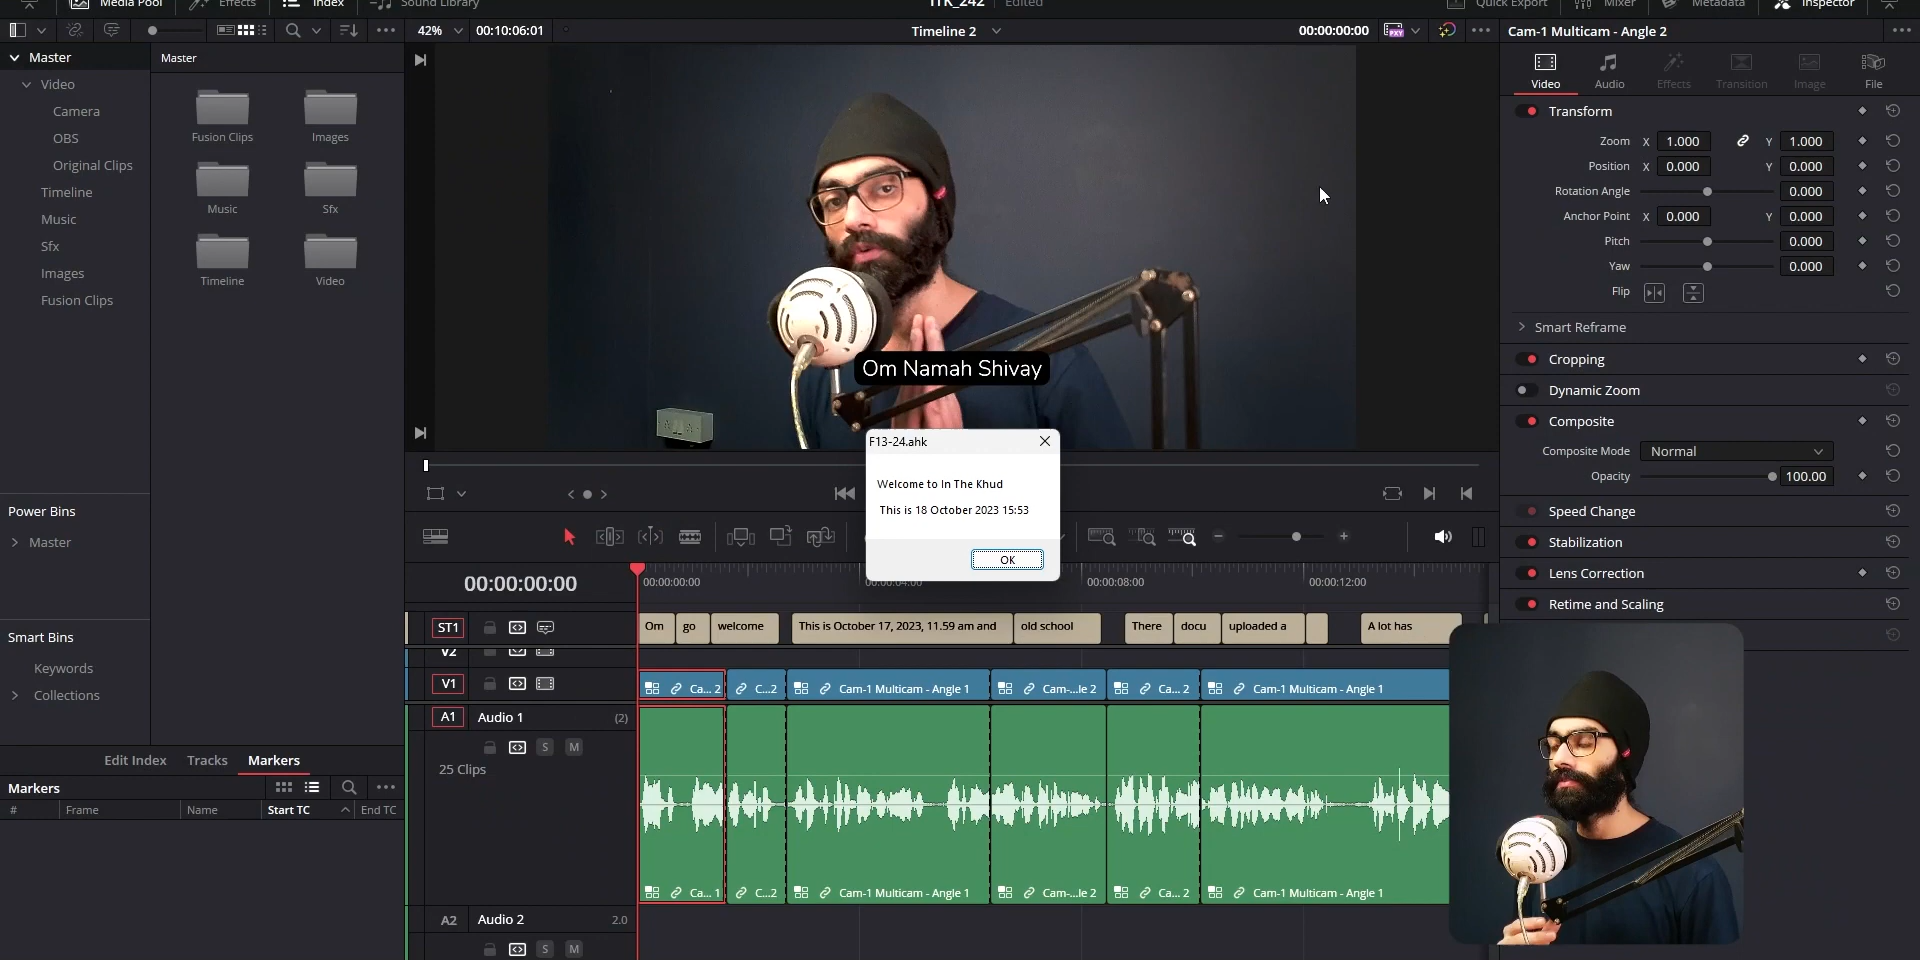 Media Pool
Effects
Index
Sound Library
ITK_242
Edited
Quick Export
Mixer
Metadata
Inspector
42%
00:10:06:01
Timeline 2
00:00:00:00
Cam-1 Multicam - Angle 2
Master
Video
Camera
OBS
Original Clips
Timeline
Music
Sfx
Images
Fusion Clips
Power Bins
Master
Smart Bins
Keywords
Collections
Master
Fusion Clips
Images
Music
Sfx
Timeline
Video
Om Namah Shivay
F13-24.ahk
Welcome to In The Khud
This is 18 October 2023 15:53
OK
Video
Audio
Effects
Transition
Image
File
Transform
Zoom X 1.000 Y 1.000
Position X 0.000 Y 0.000
Rotation Angle 0.000
Anchor Point X 0.000 Y 0.000
Pitch 0.000
Yaw 0.000
Flip
Smart Reframe
Cropping
Dynamic Zoom
Composite
Composite Mode Normal
Opacity 100.00
Speed Change
Stabilization
Lens Correction
Retime and Scaling
Edit Index
Tracks
Markers
Markers
# Frame Name Start TC End TC
00:00:00:00
00:00:00:00
00:00:04:00
00:00:08:00
00:00:12:00
ST1
Om
go
welcome
This is October 17, 2023, 11.59 am and
old school
There
docu
uploaded a
A lot has
V2
V1
Ca... 2
C...2
Cam-1 Multicam - Angle 1
Cam-...le 2
Ca... 2
Cam-1 Multicam - Angle 1
A1
Audio 1
(2)
S
M
25 Clips
Ca... 1
C...2
Cam-1 Multicam - Angle 1
Cam-...le 2
Ca... 2
Cam-1 Multicam - Angle 1
A2
Audio 2
2.0
S
M